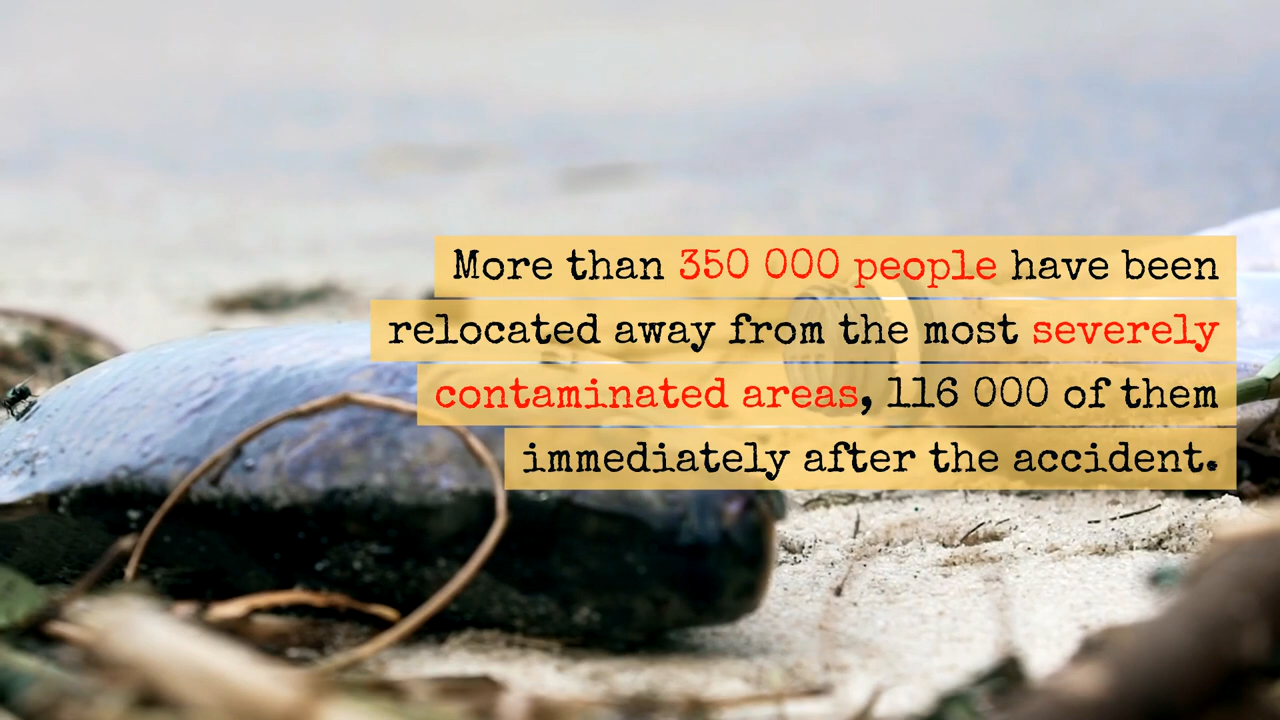 More than 350 000 people have been
relocated away from the most severely
contaminated areas, 116 000 of them
immediately after the accident.